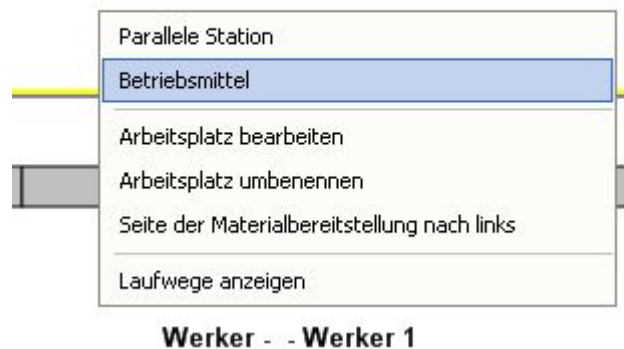 Parallele Station
Betriebsmittel
Arbeitsplatz bearbeiten
Arbeitsplatz umbenennen
Seite der Materialbereitstellung nach links
Laufwege anzeigen
Werker - - Werker 1